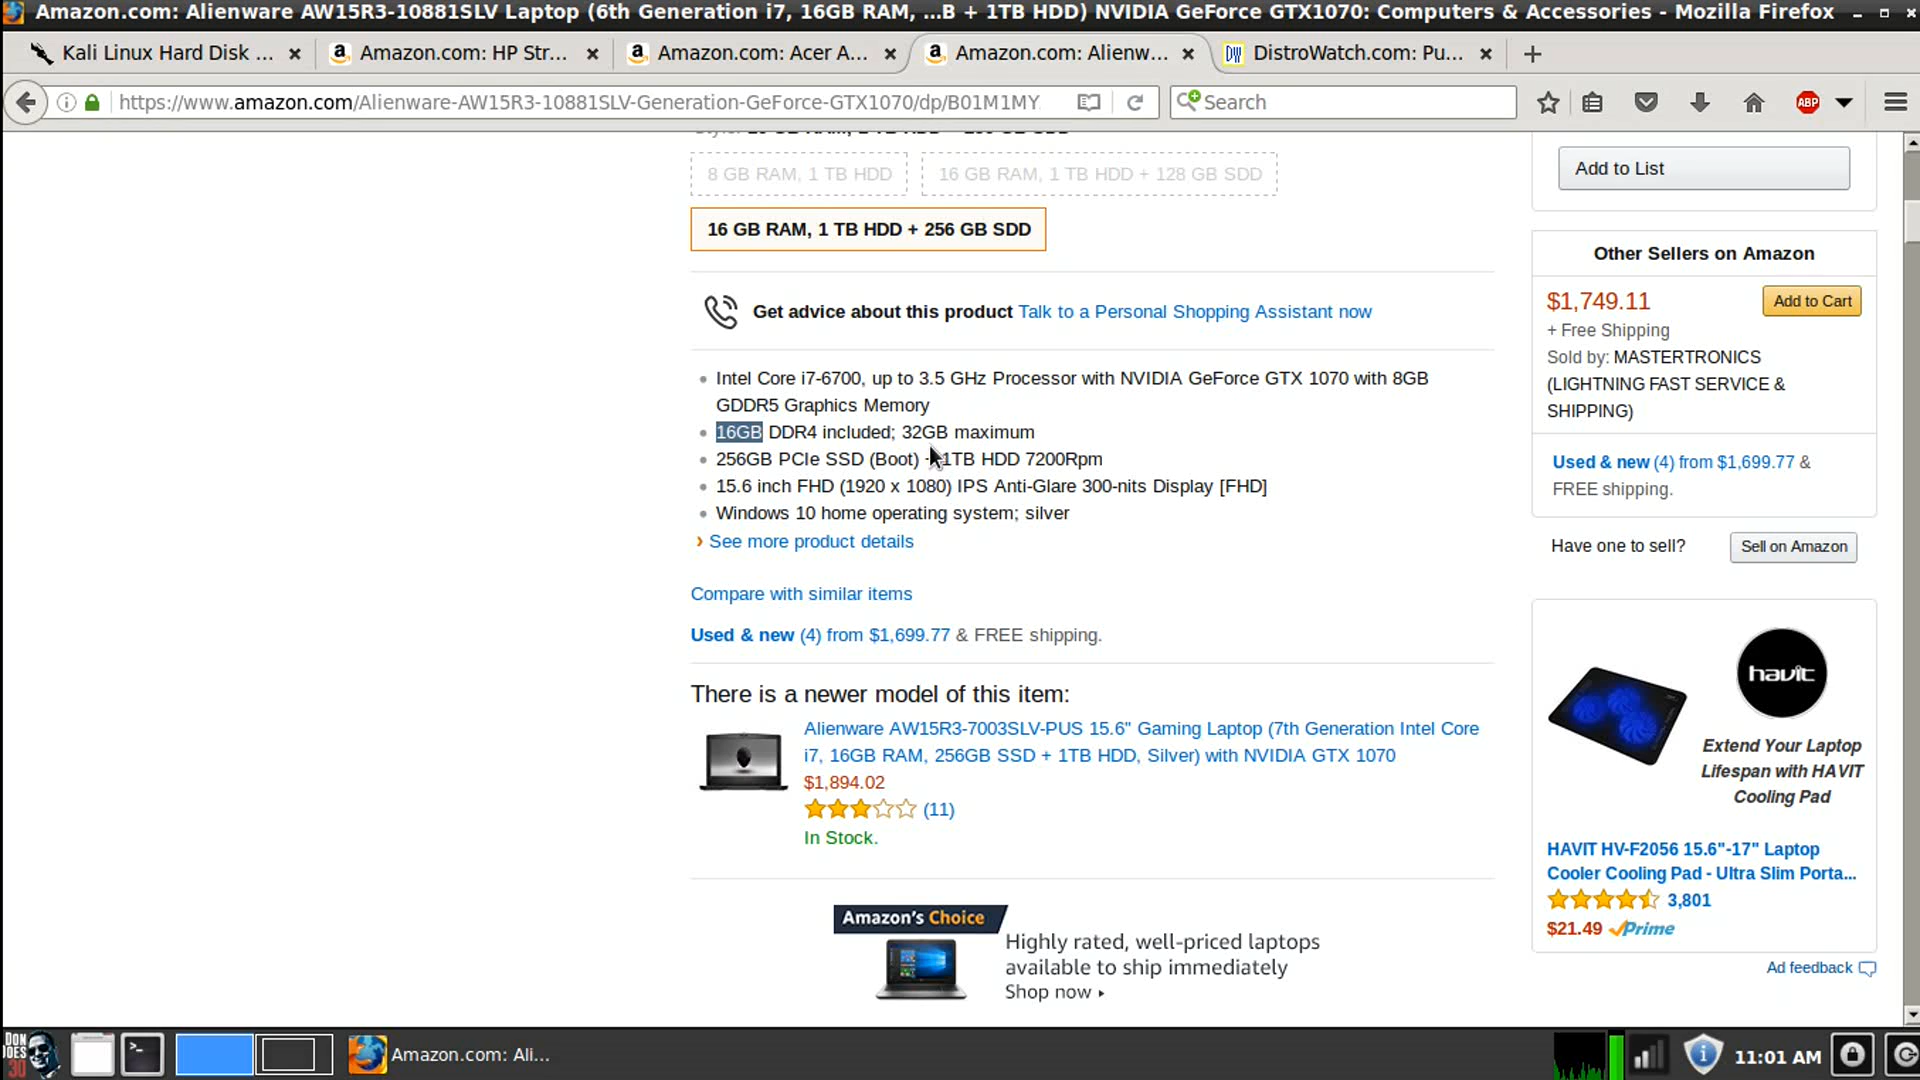 Amazon.com: Alienware AW15R3-10881SLV Laptop (6th Generation i7, 16GB RAM, …B + 1TB HDD) NVIDIA GeForce GTX1070: Computers & Accessories - Mozilla Firefox
Kali Linux Hard Disk ...
Amazon.com: HP Str...
Amazon.com: Acer A...
Amazon.com: Alienw...
DistroWatch.com: Pu...
https://www.amazon.com/Alienware-AW15R3-10881SLV-Generation-GeForce-GTX1070/dp/B01M1MY
Search
ABP
8 GB RAM, 1 TB HDD
16 GB RAM, 1 TB HDD + 128 GB SDD
16 GB RAM, 1 TB HDD + 256 GB SDD
Get advice about this product Talk to a Personal Shopping Assistant now
Intel Core i7-6700, up to 3.5 GHz Processor with NVIDIA GeForce GTX 1070 with 8GB
GDDR5 Graphics Memory
16GB DDR4 included; 32GB maximum
256GB PCIe SSD (Boot) + 1TB HDD 7200Rpm
15.6 inch FHD (1920 x 1080) IPS Anti-Glare 300-nits Display [FHD]
Windows 10 home operating system; silver
› See more product details
Compare with similar items
Used & new (4) from $1,699.77 & FREE shipping.
There is a newer model of this item:
Alienware AW15R3-7003SLV-PUS 15.6" Gaming Laptop (7th Generation Intel Core
i7, 16GB RAM, 256GB SSD + 1TB HDD, Silver) with NVIDIA GTX 1070
$1,894.02
(11)
In Stock.
Amazon's Choice
Highly rated, well-priced laptops
available to ship immediately
Shop now ▸
Add to List
Other Sellers on Amazon
$1,749.11
Add to Cart
+ Free Shipping
Sold by: MASTERTRONICS
(LIGHTNING FAST SERVICE &
SHIPPING)
Used & new (4) from $1,699.77 &
FREE shipping.
Have one to sell?
Sell on Amazon
havit
Extend Your Laptop
Lifespan with HAVIT
Cooling Pad
HAVIT HV-F2056 15.6"-17" Laptop
Cooler Cooling Pad - Ultra Slim Porta...
3,801
$21.49 Prime
Ad feedback
DON
DOES
30
Amazon.com: Ali...
11:01 AM